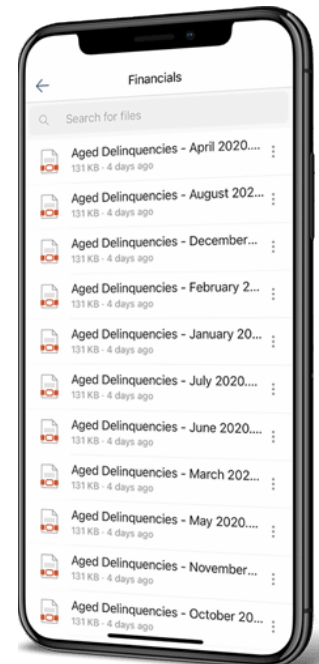 Financials
Search for files
Aged Delinquencies - April 2020....
131 KB - 4 days ago
Aged Delinquencies - August 202...
131 KB - 4 days ago
Aged Delinquencies - December...
131 KB - 4 days ago
Aged Delinquencies - February 2...
131 KB - 4 days ago
Aged Delinquencies - January 20...
131 KB - 4 days ago
Aged Delinquencies - July 2020....
131 KB - 4 days ago
Aged Delinquencies - June 2020....
131 KB - 4 days ago
Aged Delinquencies - March 202...
131 KB - 4 days ago
Aged Delinquencies - May 2020....
131 KB - 4 days ago
Aged Delinquencies - November...
131 KB - 4 days ago
Aged Delinquencies - October 20...
131 KB - 4 days ago